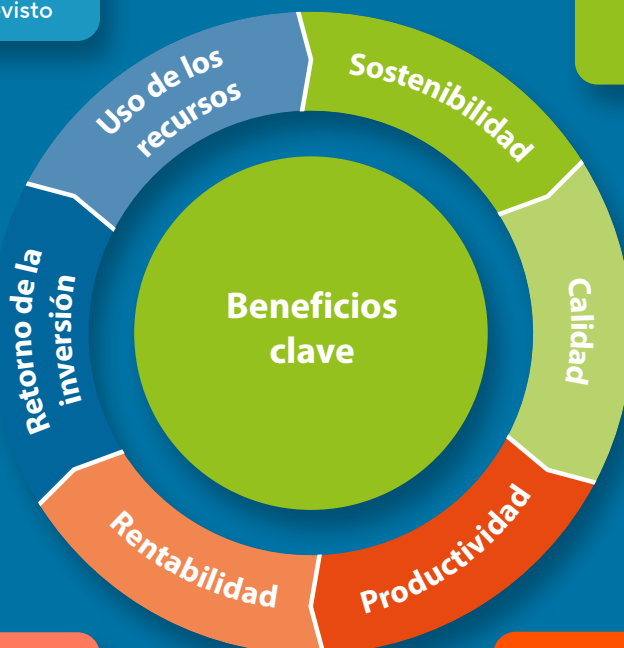 visto
Uso de los
recursos
Sostenibilidad
Calidad
Productividad
Rentabilidad
Retorno de la
inversión
Beneficios
clave